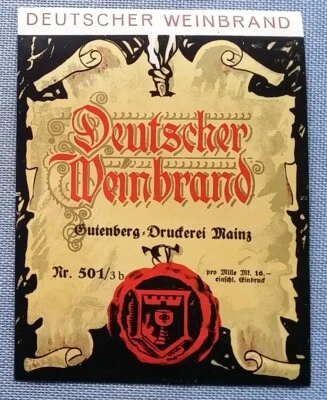 DEUTSCHER WEINBRAND
Deutscher
Weinbrand
Gutenberg-Druckerei Mainz
Nr. 501/3 b
pro Mille Mk. 16.–
einschl. Eindruck